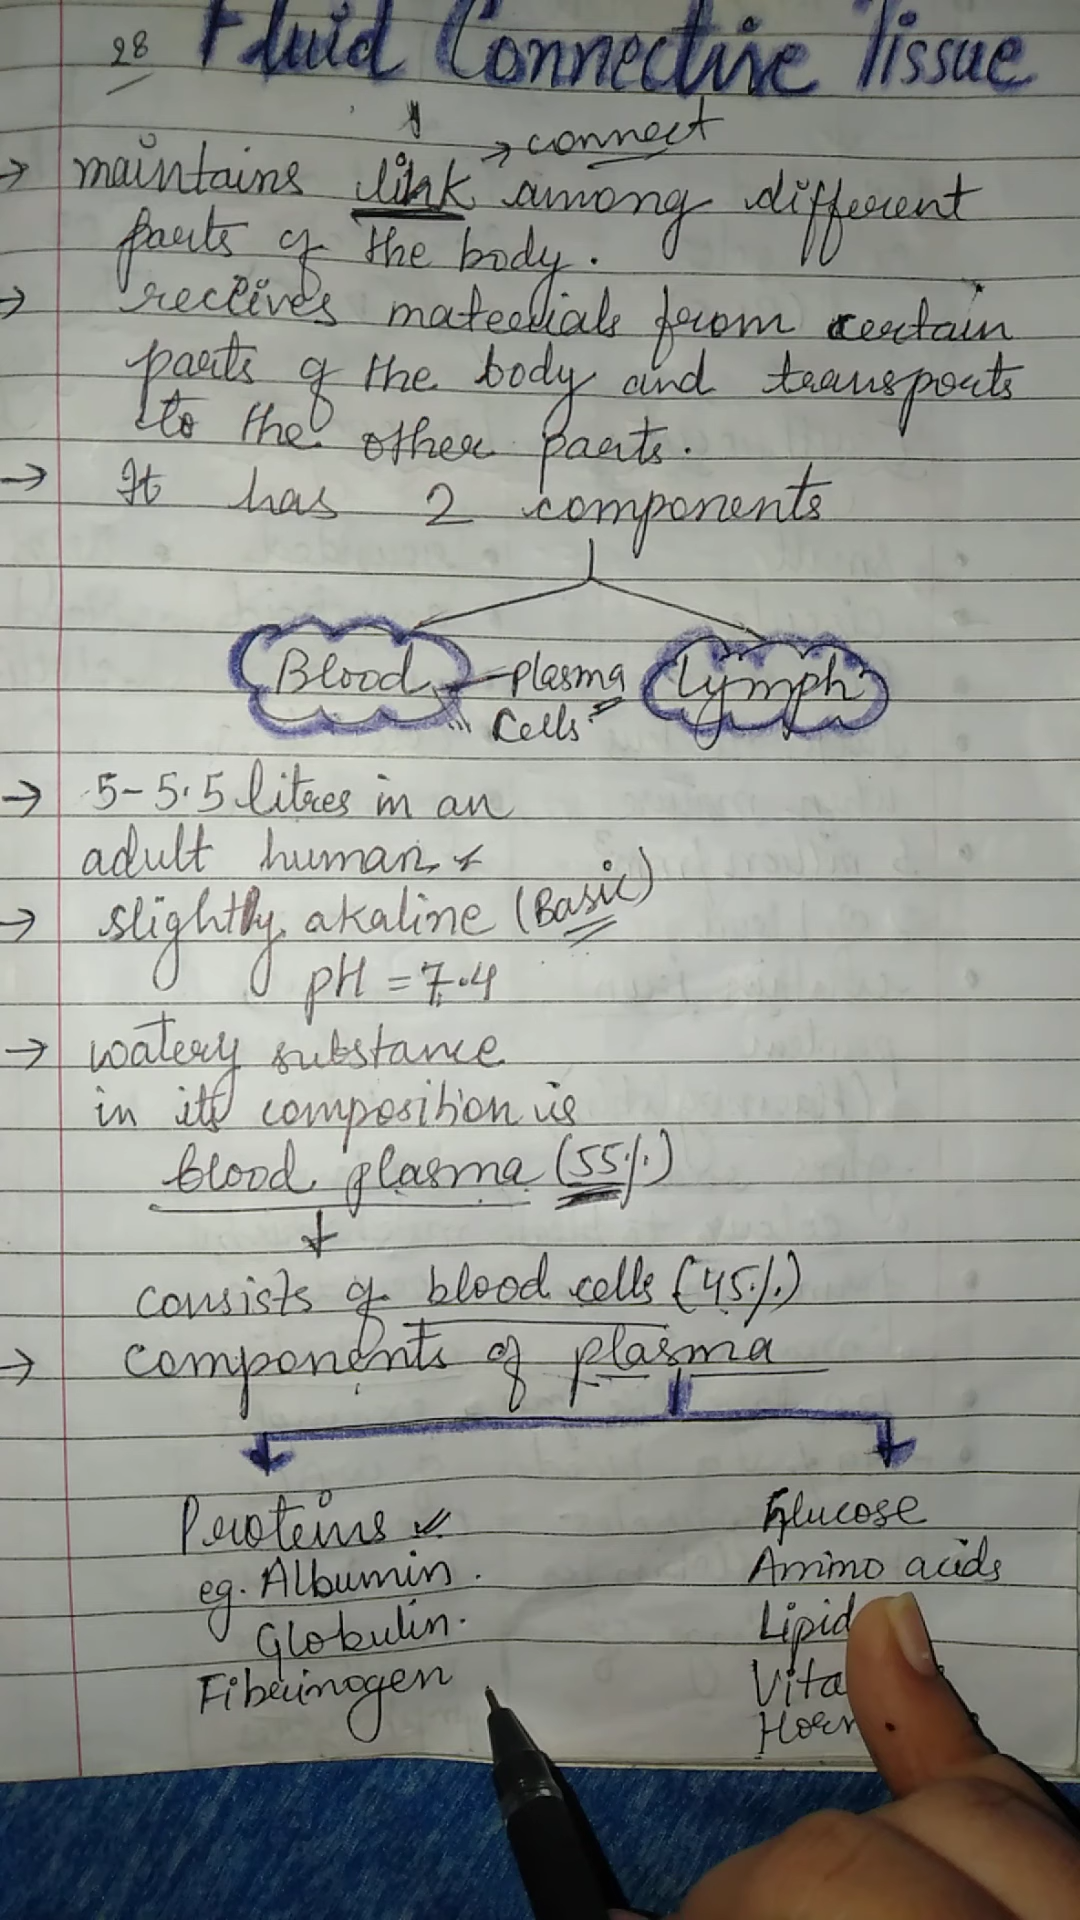 28 Fluid Connective Tissue
→ connect
→ maintains link among different
parts of the body.
→ receives materials from certain
parts of the body and transports
to the other parts.
→ It has 2 components
Blood plasma Lymph
Cells
→ 5-5.5 litres in an
adult human
→ slightly akaline (Basic)
pH = 7.4
→ watery substance
in its composition is
blood plasma (55%)
consists of blood cells (45%)
→ components of plasma
Proteins Glucose
eg. Albumin. Amino acids
Globulin. Lipid
Fibrinogen Vita
Hor